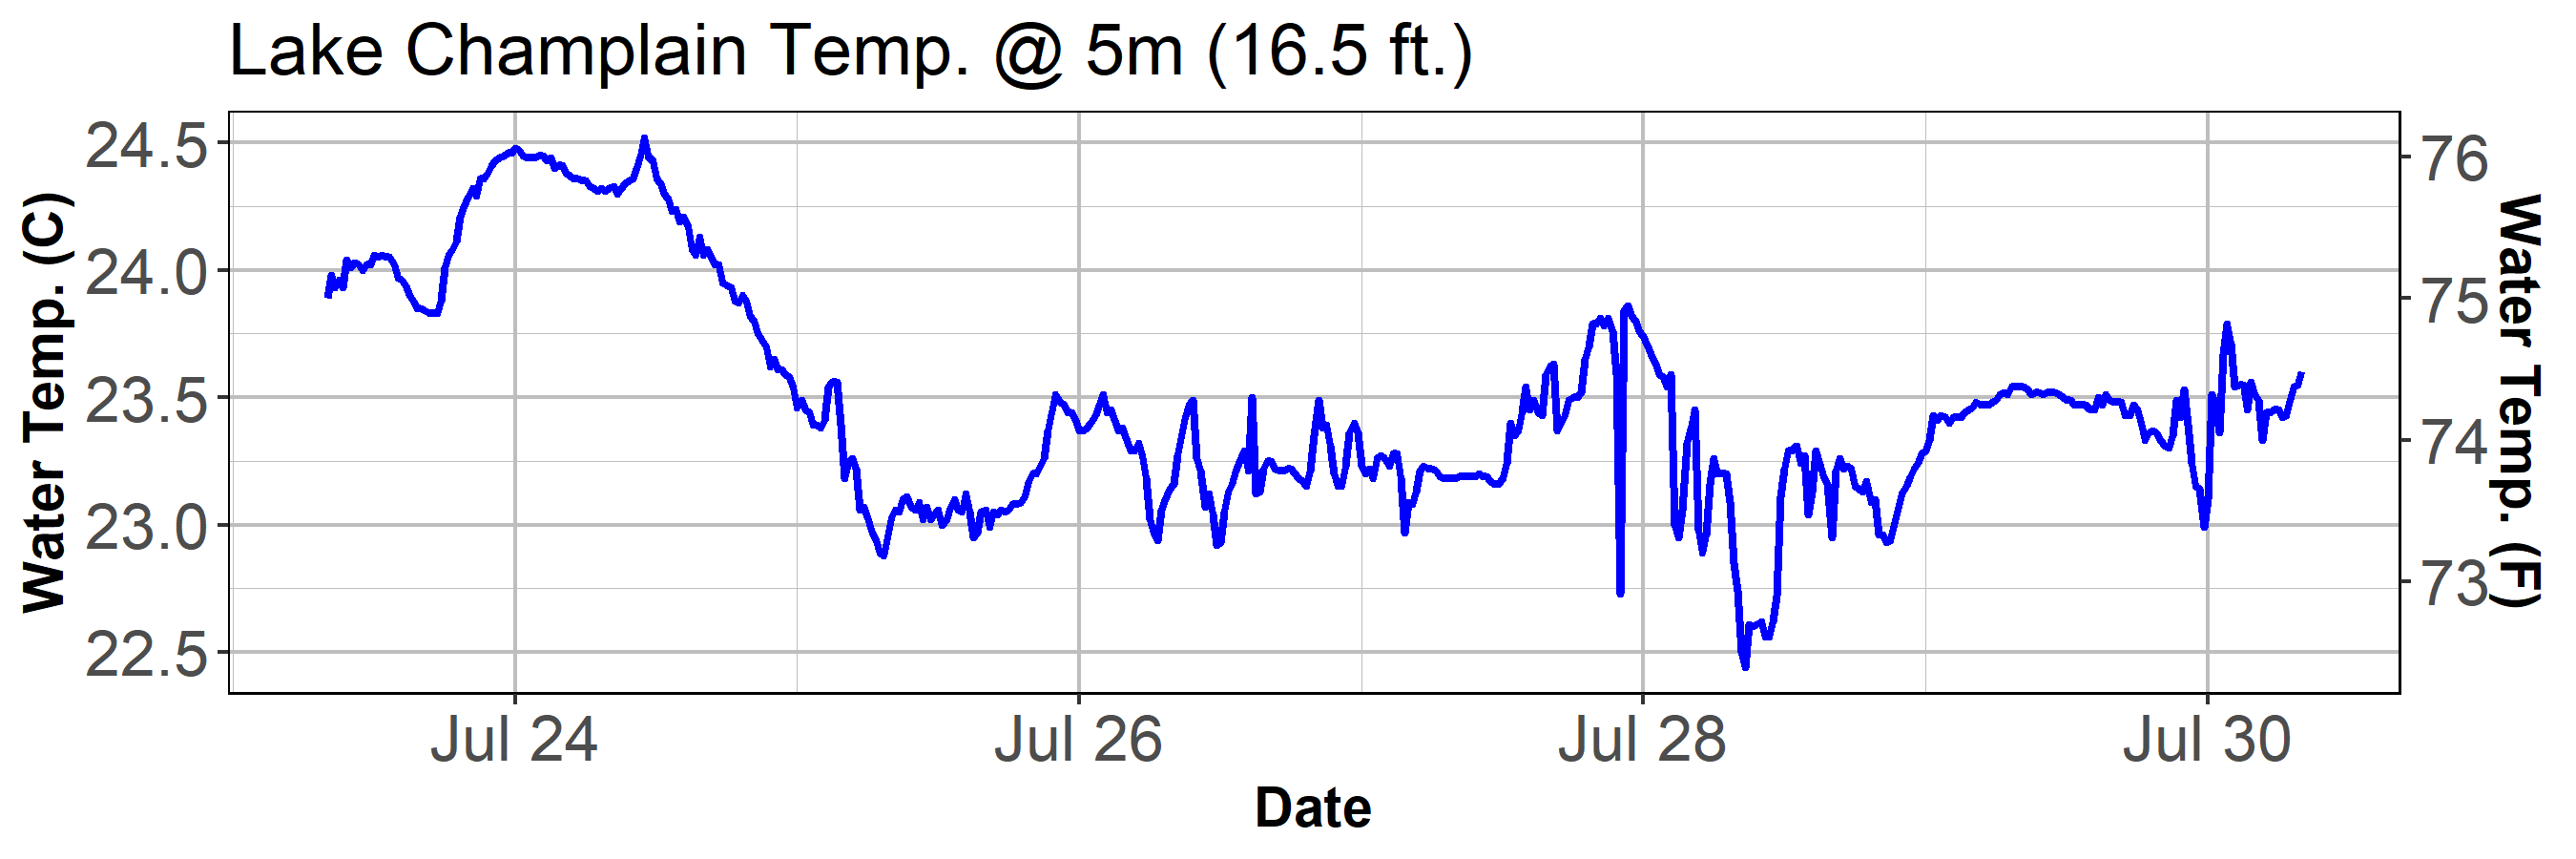 Lake Champlain Temp. @ 5m (16.5 ft.)
Water Temp. (C)
24.5
24.0
23.5
23.0
22.5
76
75
74
73
Water Temp. (F)
Jul 24 Jul 26 Jul 28 Jul 30
Date